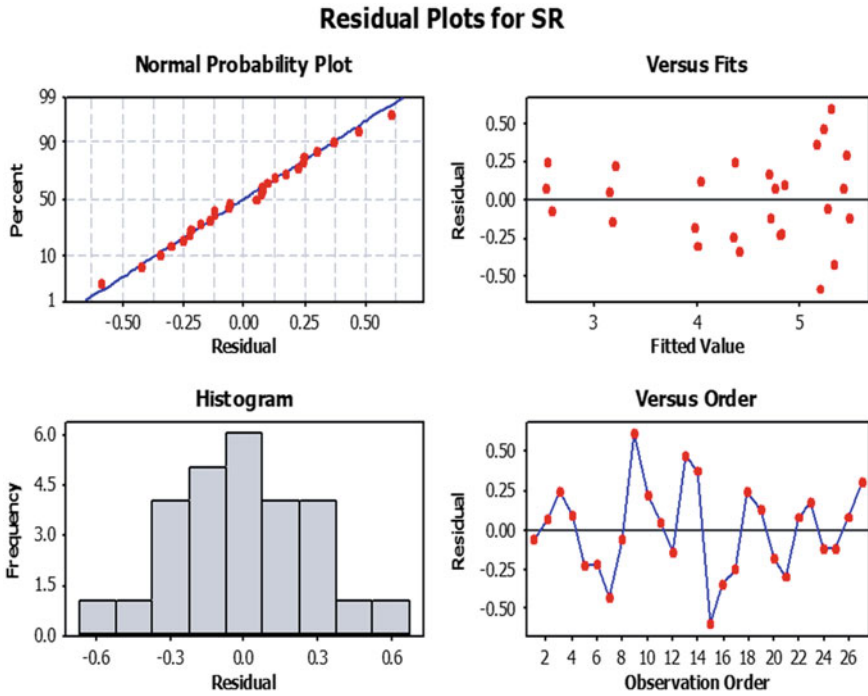 Residual Plots for SR
Normal Probability Plot
99
90
50
10
1
Percent
-0.50 -0.25 0.00 0.25 0.50
Residual
Versus Fits
0.50
0.25
0.00
-0.25
-0.50
Residual
3 4 5
Fitted Value
Histogram
6.0
4.5
3.0
1.5
0.0
Frequency
-0.6 -0.3 0.0 0.3 0.6
Residual
Versus Order
0.50
0.25
0.00
-0.25
-0.50
Residual
2 4 6 8 10 12 14 16 18 20 22 24 26
Observation Order